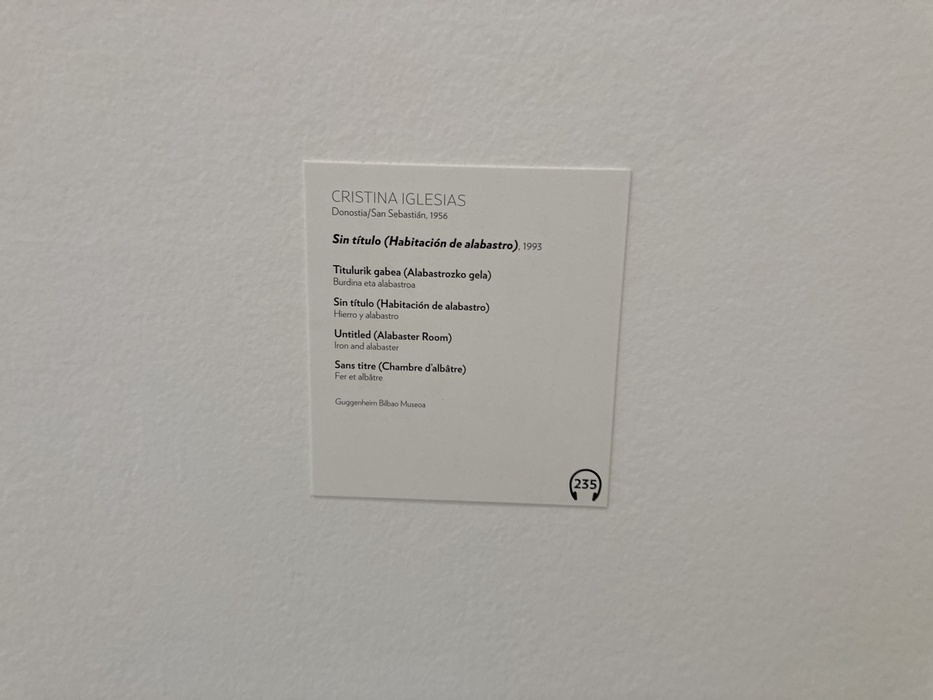 CRISTINA IGLESIAS
Donostia/San Sebastián, 1956
Sin título (Habitación de alabastro), 1993
Titulurik gabea (Alabastrozko gela)
Burdina eta alabastroa
Sin título (Habitación de alabastro)
Hierro y alabastro
Untitled (Alabaster Room)
Iron and alabaster
Sans titre (Chambre d'albâtre)
Fer et albâtre
Guggenheim Bilbao Museoa
235